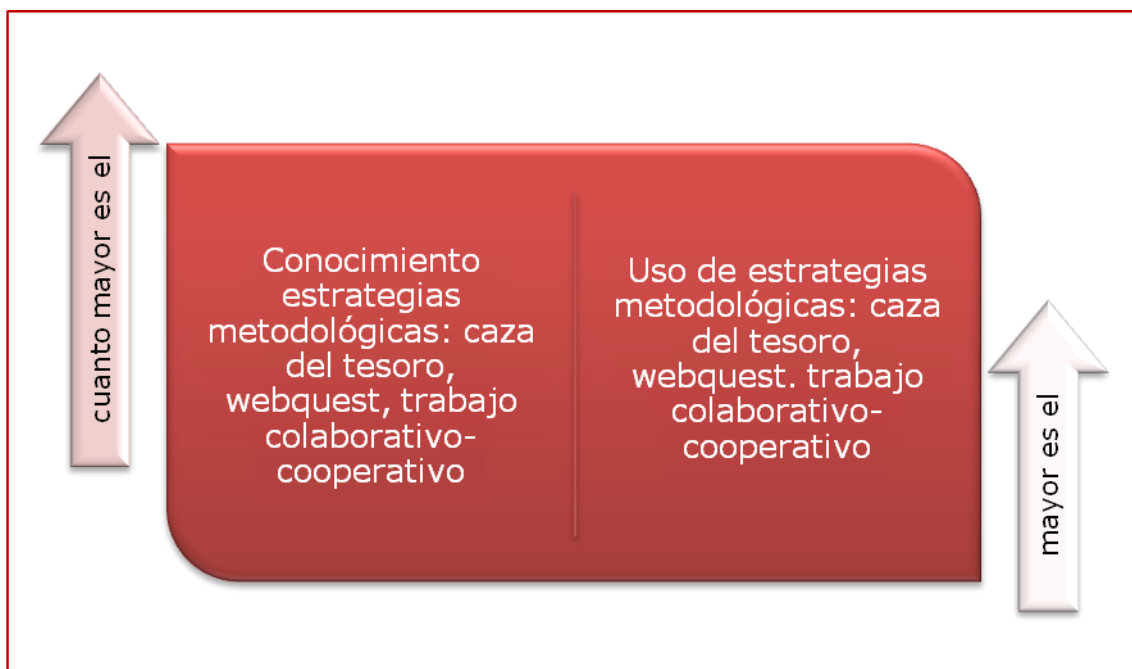 cuanto mayor es el
Conocimiento
estrategias
metodológicas: caza
del tesoro,
webquest, trabajo
colaborativo-
cooperativo
Uso de estrategias
metodológicas: caza
del tesoro,
webquest. trabajo
colaborativo-
cooperativo
mayor es el